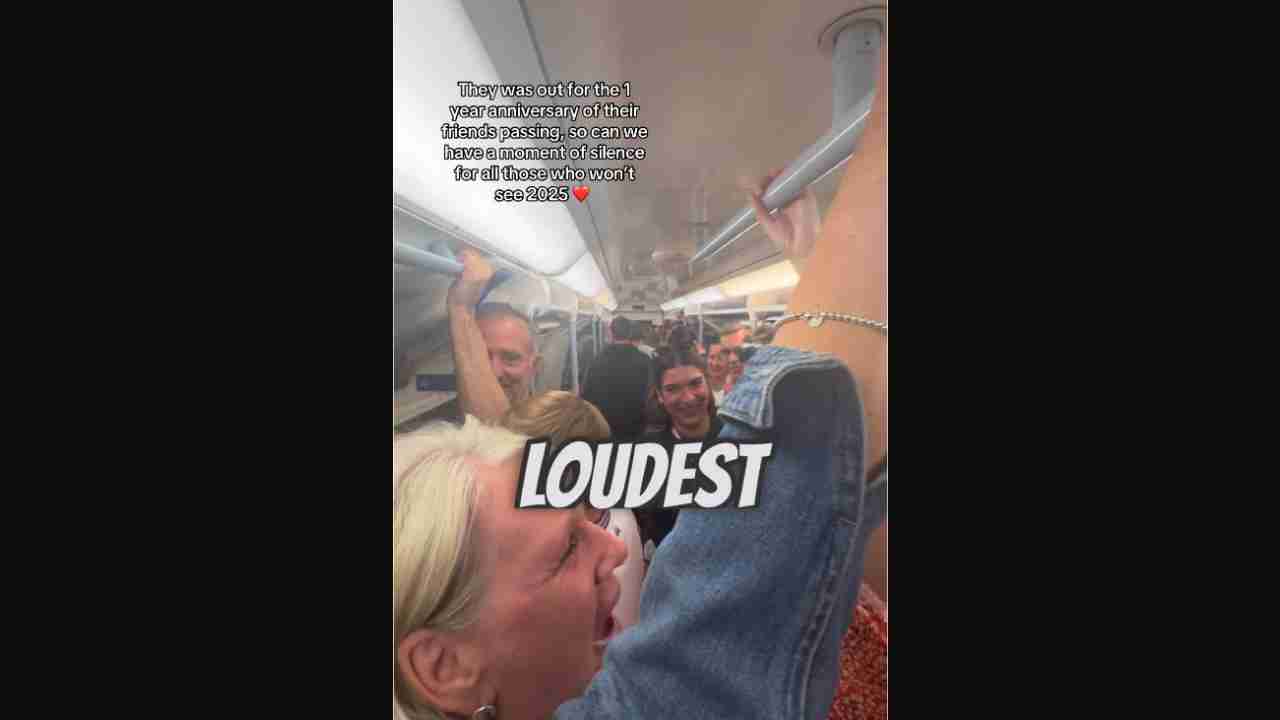 They was out for the 1
year anniversary of their
friends passing, so can we
have a moment of silence
for all those who won't
see 2025 ❤️
LOUDEST